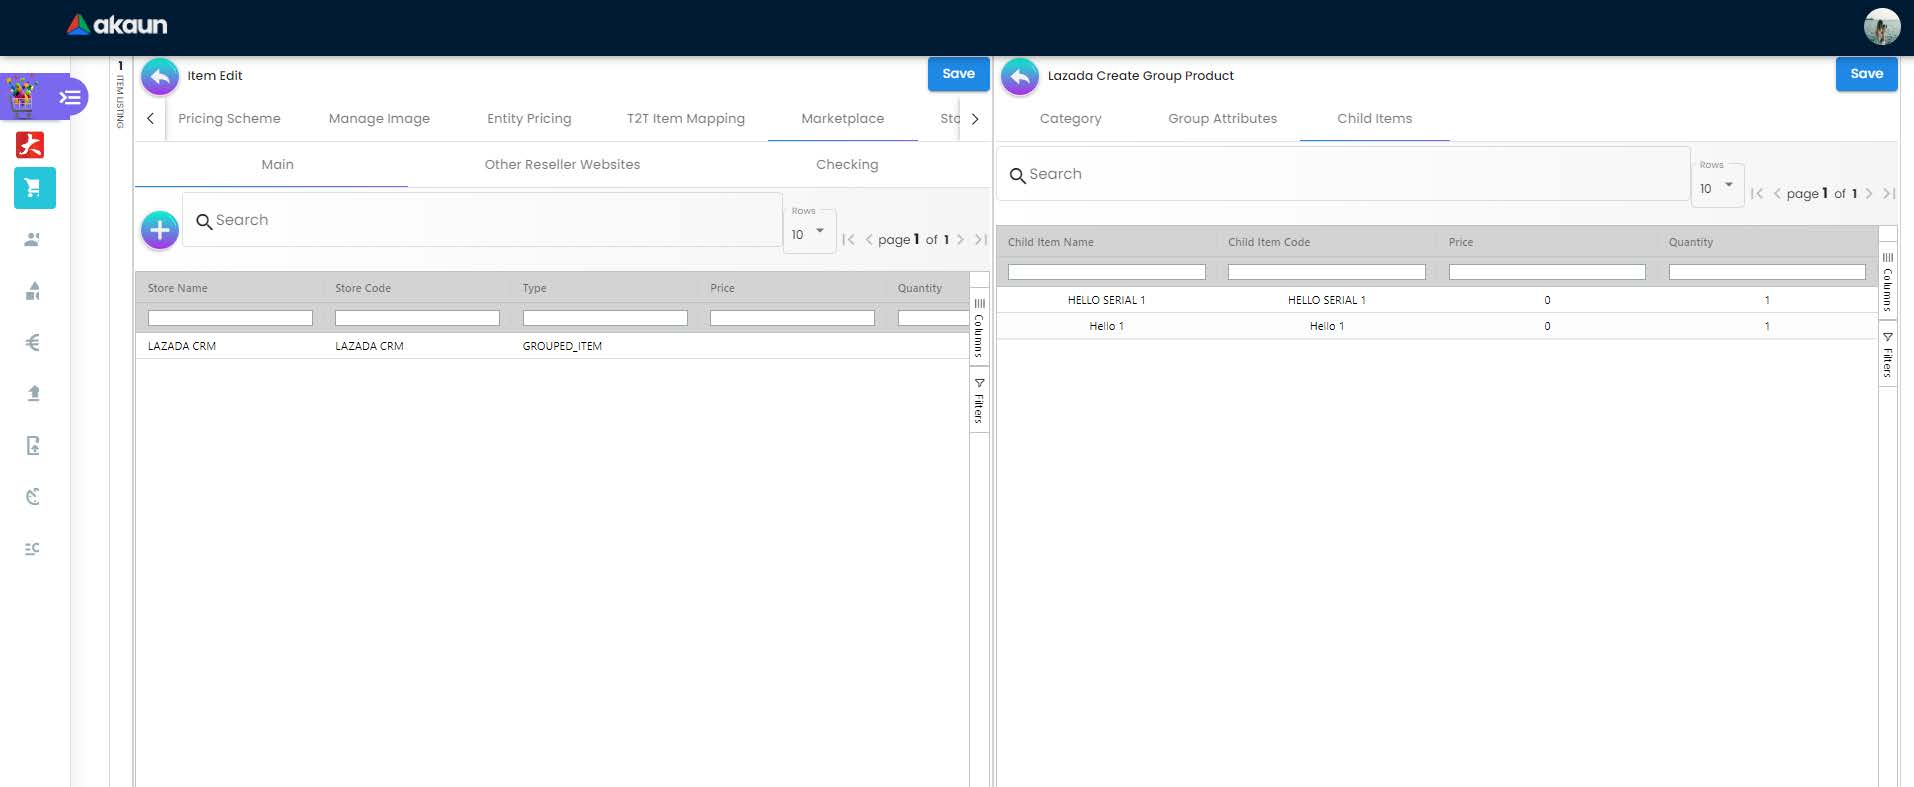 akaun
1 ITEM LISTING
Item Edit
Save
Pricing Scheme Manage Image Entity Pricing T2T Item Mapping Marketplace Sto
Main Other Reseller Websites Checking
Search
Rows
10
page 1 of 1
Store Name Store Code Type Price Quantity
LAZADA CRM LAZADA CRM GROUPED_ITEM
Columns
Filters
Lazada Create Group Product
Save
Category Group Attributes Child Items
Search
Rows
10
page 1 of 1
Child Item Name Child Item Code Price Quantity
HELLO SERIAL 1 HELLO SERIAL 1 0 1
Hello 1 Hello 1 0 1
Columns
Filters